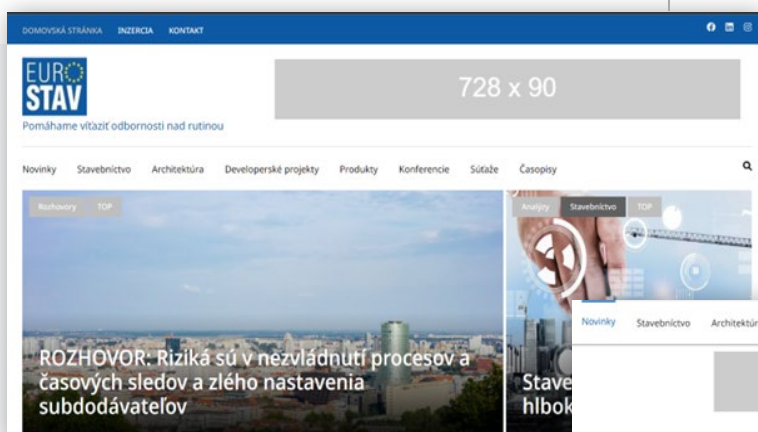 DOMOVSKÁ STRÁNKA INZERCIA KONTAKT
EURO
STAV
728 x 90
Pomáhame víťaziť odbornosti nad rutinou
Novinky Stavebníctvo Architektúra Developerské projekty Produkty Konferencie Súťaže Časopisy
Rozhovory TOP
Analýzy Stavebníctvo TOP
ROZHOVOR: Riziká sú v nezvládnutí procesov a
časových sledov a zlého nastavenia
subdodávateľov
Stave
hlbok
Novinky Stavebníctvo Architektúr